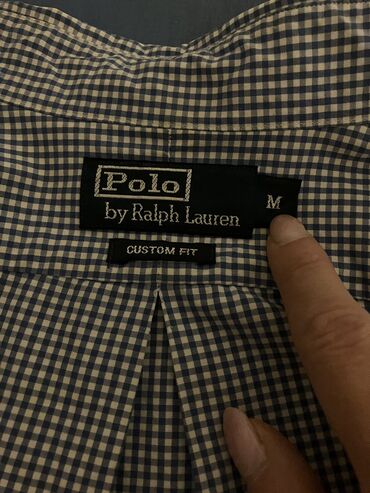 Polo
by Ralph Lauren
M
CUSTOM FIT